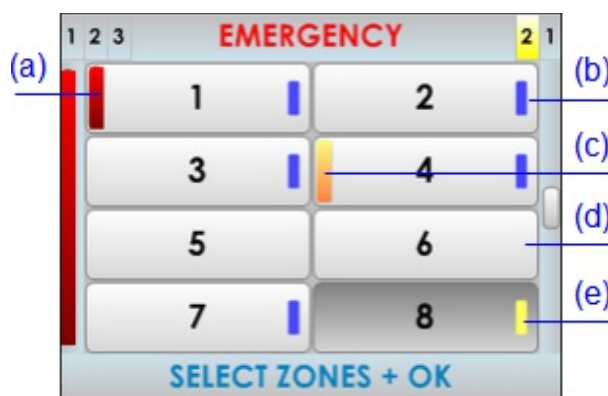 1 2 3 EMERGENCY 2 1
(a) 1 2 (b)
3 4 (c)
5 6 (d)
7 8 (e)
SELECT ZONES + OK